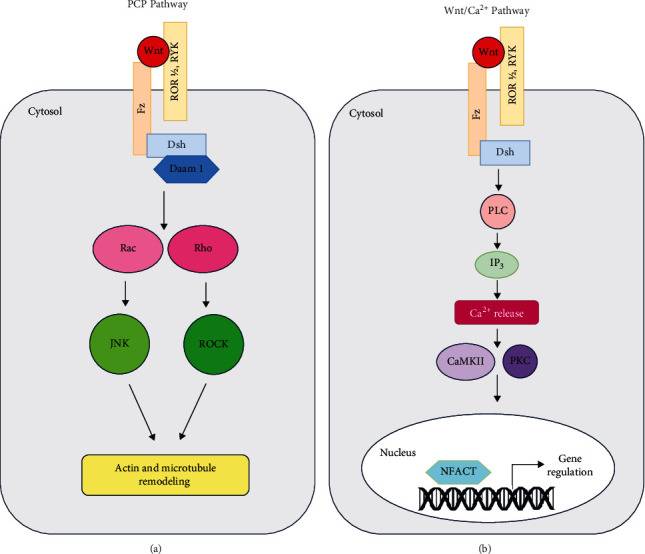 PCP Pathway
Wnt
ROR ½, RYK
Fz
Cytosol
Dsh
Daam 1
Rac
Rho
JNK
ROCK
Actin and microtubule
remodeling
(a)
Wnt/Ca²⁺ Pathway
Wnt
ROR ½, RYK
Fz
Cytosol
Dsh
PLC
IP₃
Ca²⁺ release
CaMKII
PKC
Nucleus
NFACT
Gene
regulation
(b)